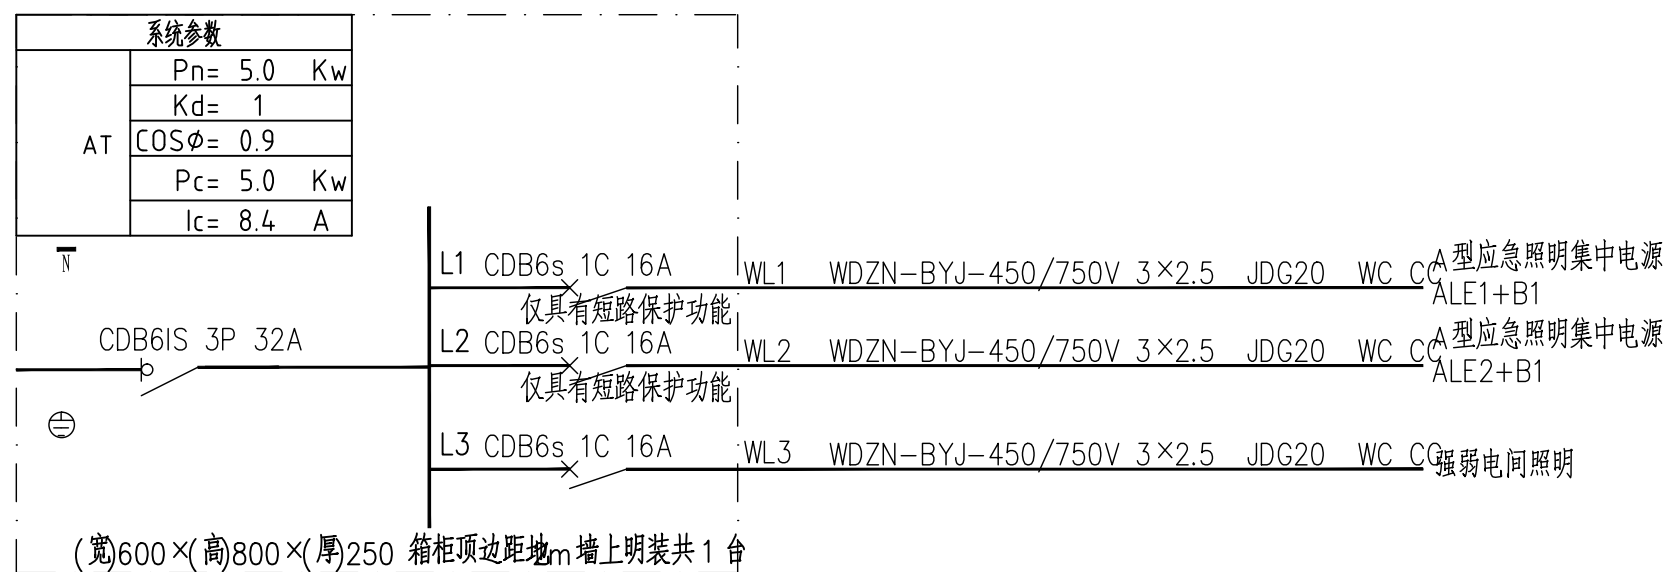 系统参数
AT
Pn= 5.0 Kw
Kd= 1
COSφ= 0.9
Pc= 5.0 Kw
Ic= 8.4 A
N
CDB6IS 3P 32A
L1 CDB6s 1C 16A WL1 WDZN-BYJ-450/750V 3×2.5 JDG20 WC CC A型应急照明集中电源
仅具有短路保护功能 ALE1+B1
L2 CDB6s 1C 16A WL2 WDZN-BYJ-450/750V 3×2.5 JDG20 WC CC A型应急照明集中电源
仅具有短路保护功能 ALE2+B1
L3 CDB6s 1C 16A WL3 WDZN-BYJ-450/750V 3×2.5 JDG20 WC CC 强弱电间照明
(宽)600×(高)800×(厚)250 箱柜顶边距地2m 墙上明装共1台